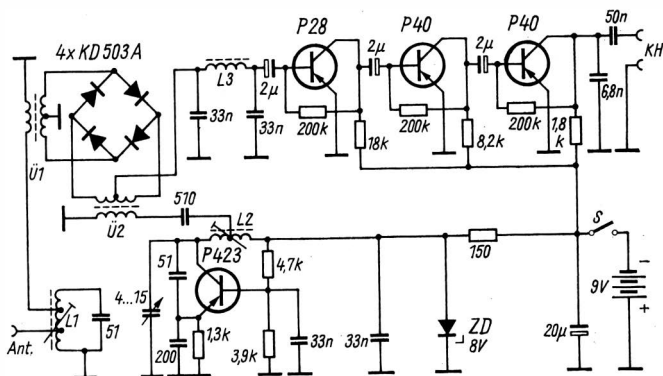 4x KD 503 A
P28
P40
P40
50n
KH
2µ
2µ
2µ
L3
33n
33n
200k
18k
200k
8,2k
200k
1,8
k
6,8n
Ü1
Ü2
510
L2
P423
51
4,7k
150
S
9V
−
+
4...15
L1
51
Ant.
200
1,3k
3,9k
33n
33n
ZD
8V
20µ